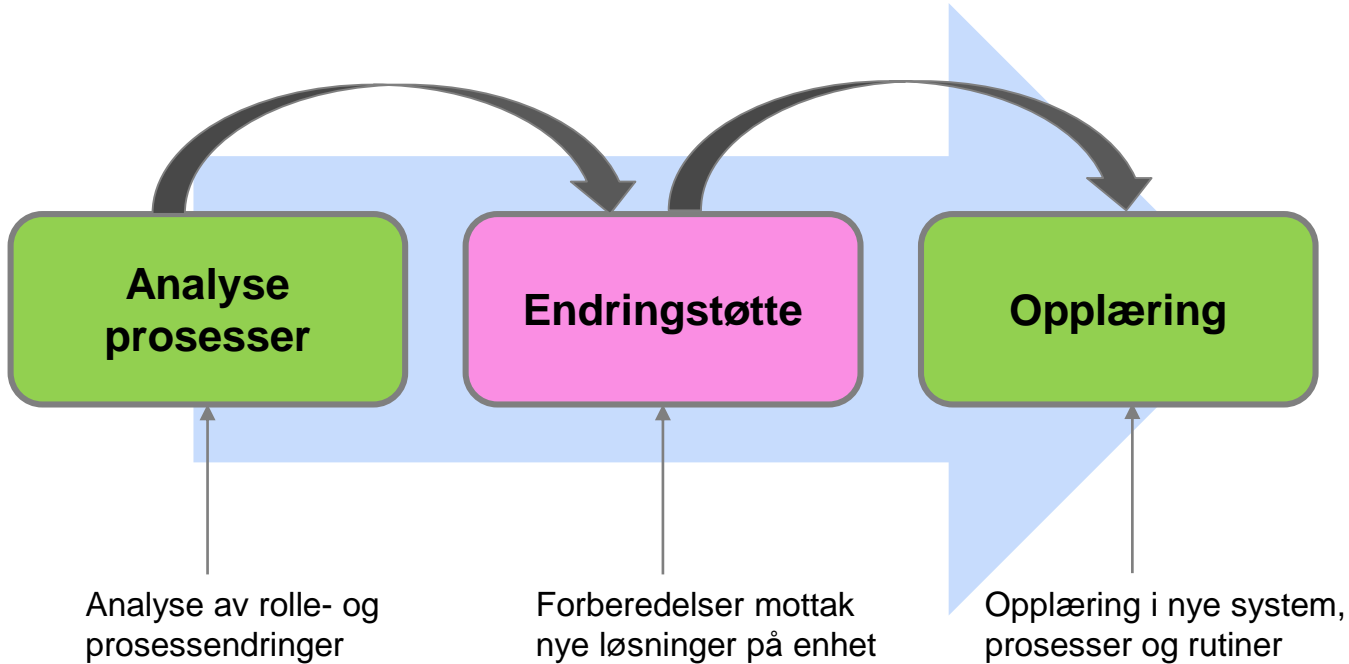 Analyse
prosesser
Endringstøtte
Opplæring
Analyse av rolle- og
prosessendringer
Forberedelser mottak
nye løsninger på enhet
Opplæring i nye system,
prosesser og rutiner